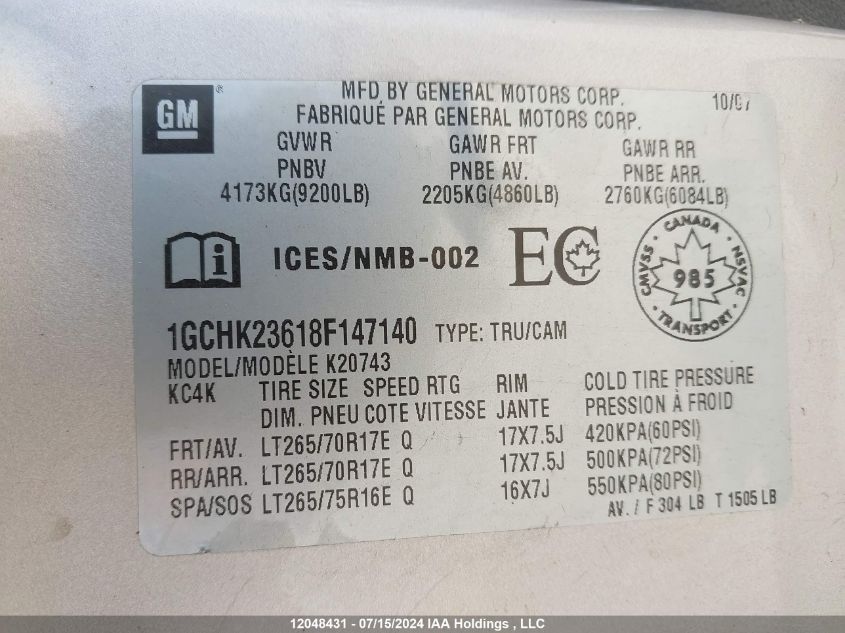 GM ®
MFD BY GENERAL MOTORS CORP. 10/07
FABRIQUÉ PAR GENERAL MOTORS CORP.
GVWR GAWR FRT GAWR RR
PNBV PNBE AV. PNBE ARR.
4173KG(9200LB) 2205KG(4860LB) 2760KG(6084LB)
i ICES/NMB-002 EC
CANADA CMVSS NSVAC 985 TRANSPORT
1GCHK23618F147140 TYPE: TRU/CAM
MODEL/MODÈLE K20743
KC4K TIRE SIZE SPEED RTG RIM COLD TIRE PRESSURE
DIM. PNEU COTE VITESSE JANTE PRESSION À FROID
FRT/AV. LT265/70R17E Q 17X7.5J 420KPA(60PSI)
RR/ARR. LT265/70R17E Q 17X7.5J 500KPA(72PSI)
SPA/SOS LT265/75R16E Q 16X7J 550KPA(80PSI)
AV. / F 304 LB T 1505 LB
12048431 - 07/15/2024 IAA Holdings , LLC